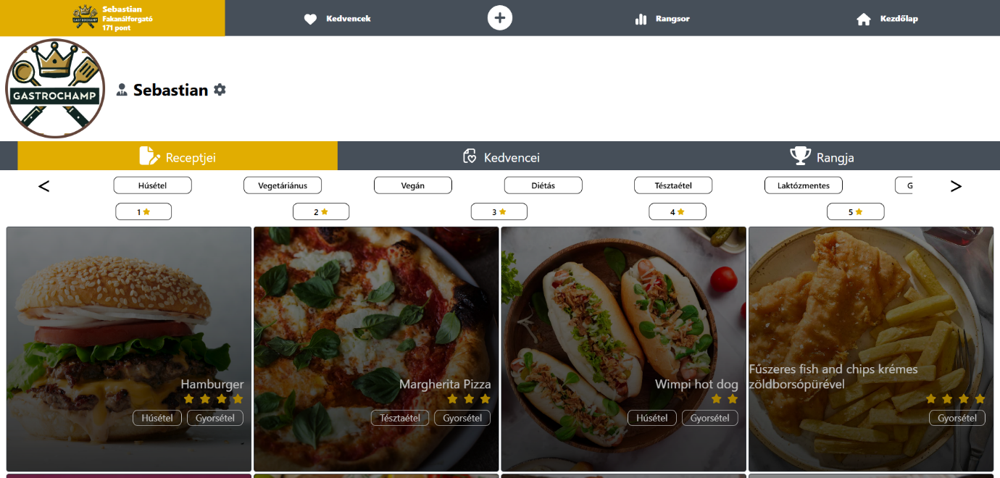 GASTROCHAMP
Sebastian
Fakanálforgató
171 pont
Kedvencek
Rangsor
Kezdőlap
GASTROCHAMP
Sebastian
Receptjei
Kedvencei
Rangja
<
Húsétel
Vegetáriánus
Vegán
Diétás
Tésztaétel
Laktózmentes
G
>
1
2
3
4
5
Hamburger
Húsétel
Gyorsétel
Margherita Pizza
Tésztaétel
Gyorsétel
Wimpi hot dog
Húsétel
Gyorsétel
Fűszeres fish and chips krémes
zöldborsópürével
Gyorsétel